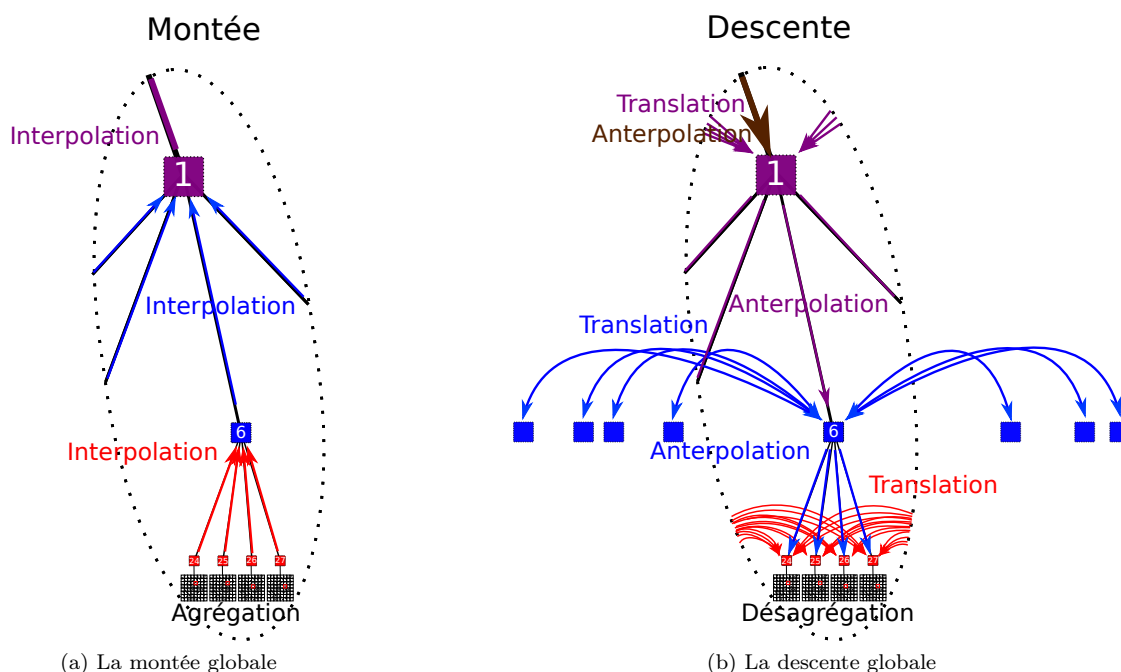 Montée
Interpolation
1
Interpolation
6
Interpolation
24 25 26 27
Agrégation
(a) La montée globale
Descente
Translation
Anterpolation
1
Anterpolation
Translation
6
Anterpolation
Translation
24 25 26 27
Désagrégation
(b) La descente globale